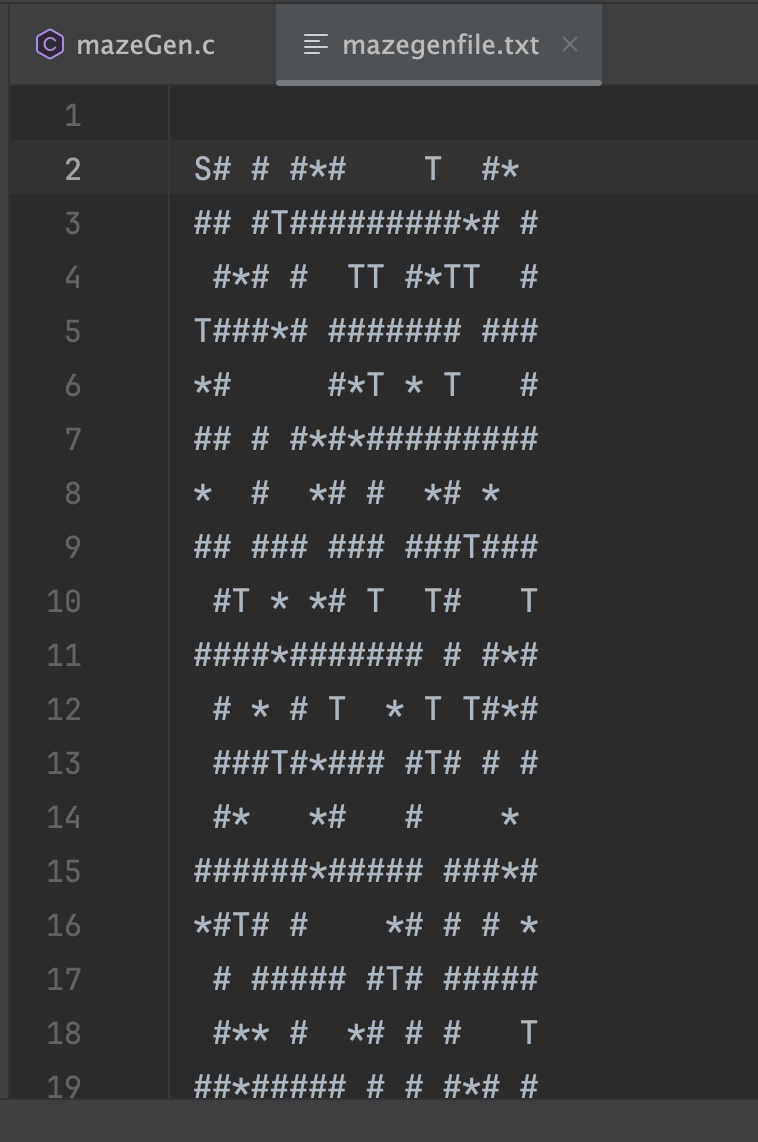 mazeGen.c
mazegenfile.txt
1
2 S# # #*#    T  #*
3 ## #T#########*# #
4  #*# #  TT #*TT  #
5 T###*# ####### ###
6 *#     #*T * T   #
7 ## # #*#*#########
8 *  #  *# #  *# *
9 ## ### ### ###T###
10  #T * *# T  T#   T
11 ####*####### # #*#
12  # * # T  * T T#*#
13  ###T#*### #T# # #
14  #*   *#   #    *
15 ######*##### ###*#
16 *#T# #    *# # # *
17  # ##### #T# #####
18  #** #  *# # #   T
19 ##*##### # # #*# #